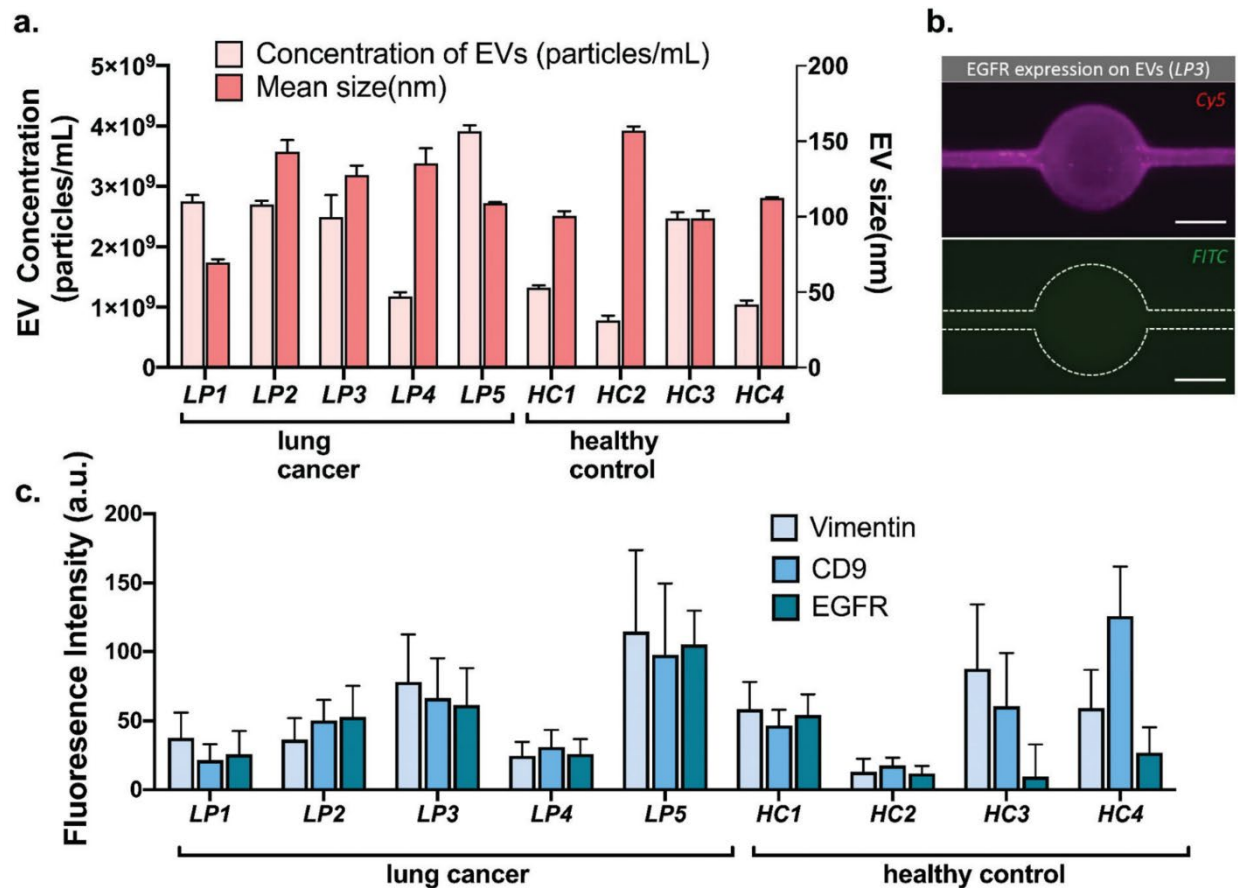 a.
Concentration of EVs (particles/mL)
Mean size(nm)
EV Concentration
(particles/mL)
5×10⁹
4×10⁹
3×10⁹
2×10⁹
1×10⁹
0
200
150
100
50
0
EV size(nm)
LP1 LP2 LP3 LP4 LP5 HC1 HC2 HC3 HC4
lung
cancer
healthy
control
b.
EGFR expression on EVs (LP3)
Cy5
FITC
c.
Fluoresence Intensity (a.u.)
200
150
100
50
0
Vimentin
CD9
EGFR
LP1 LP2 LP3 LP4 LP5 HC1 HC2 HC3 HC4
lung cancer
healthy control